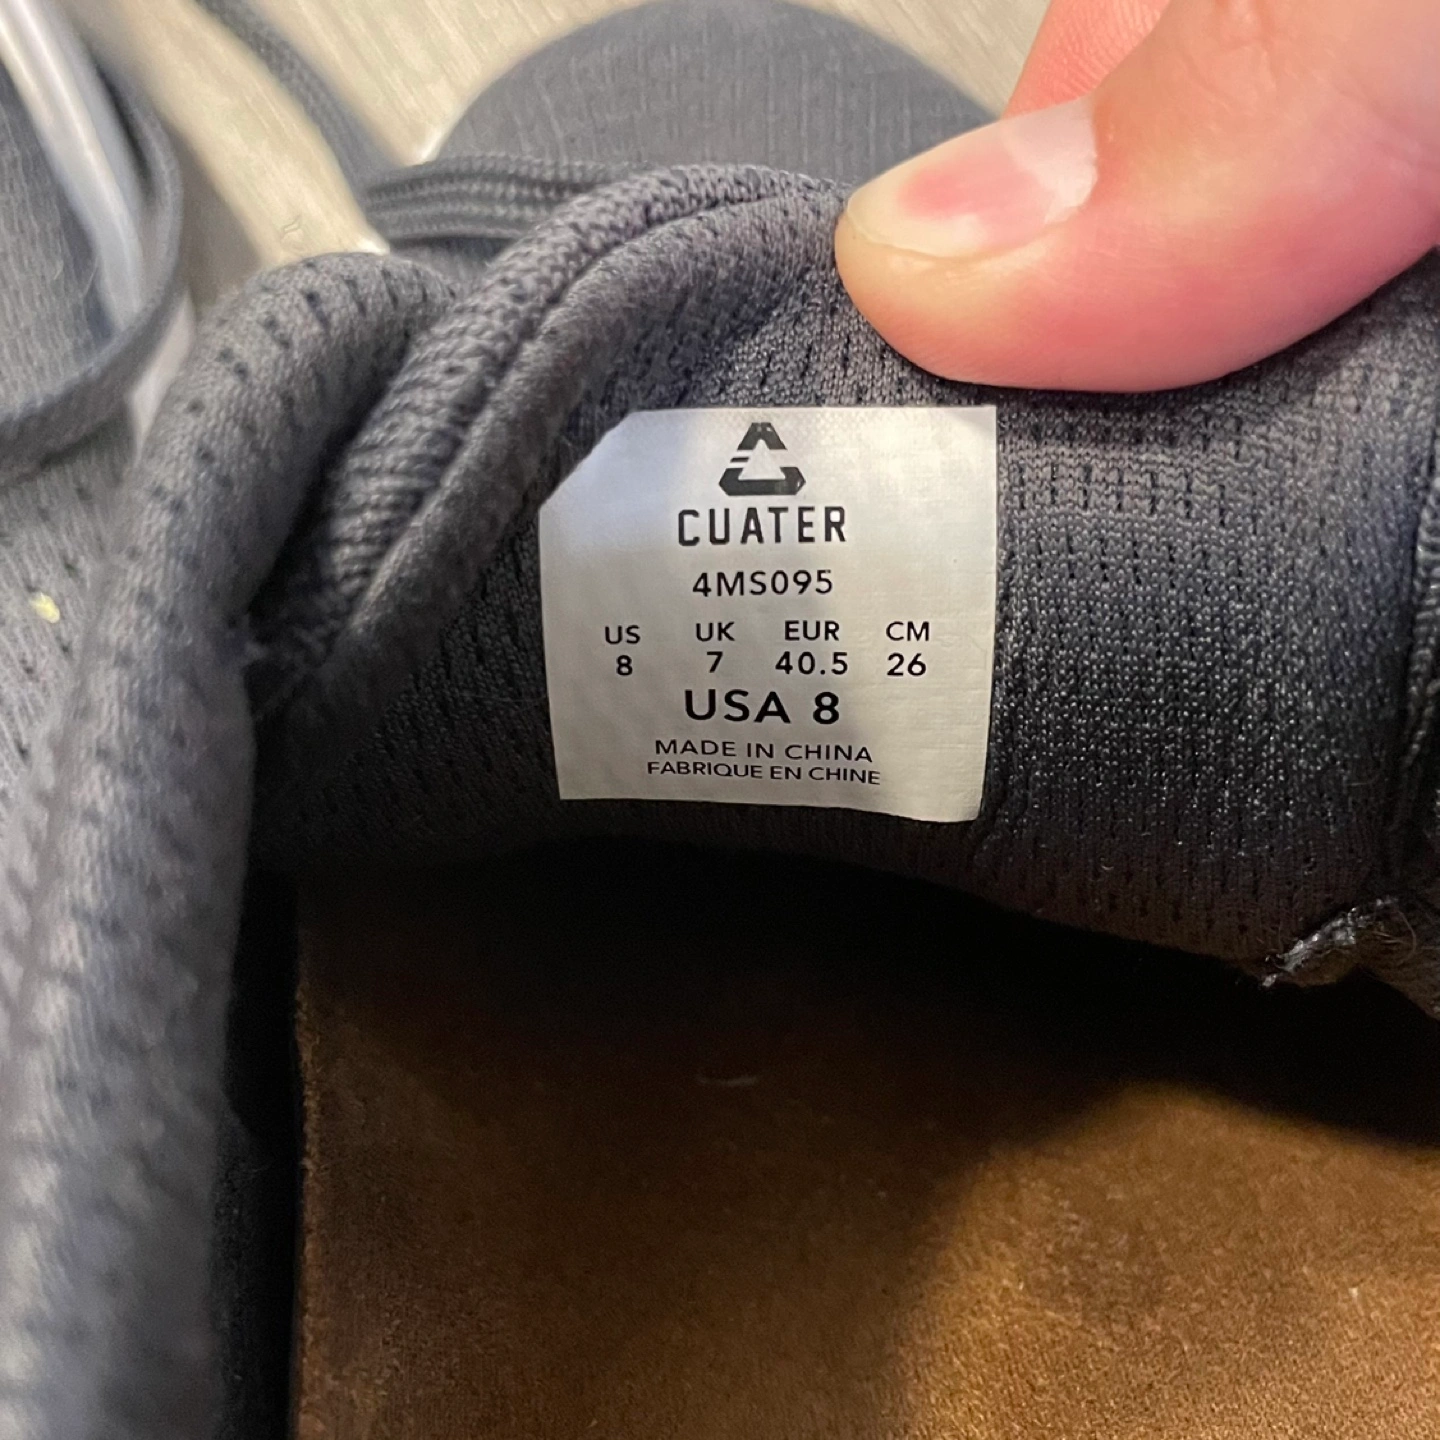 CUATER
4MS095
US UK EUR CM
8 7 40.5 26
USA 8
MADE IN CHINA
FABRIQUE EN CHINE